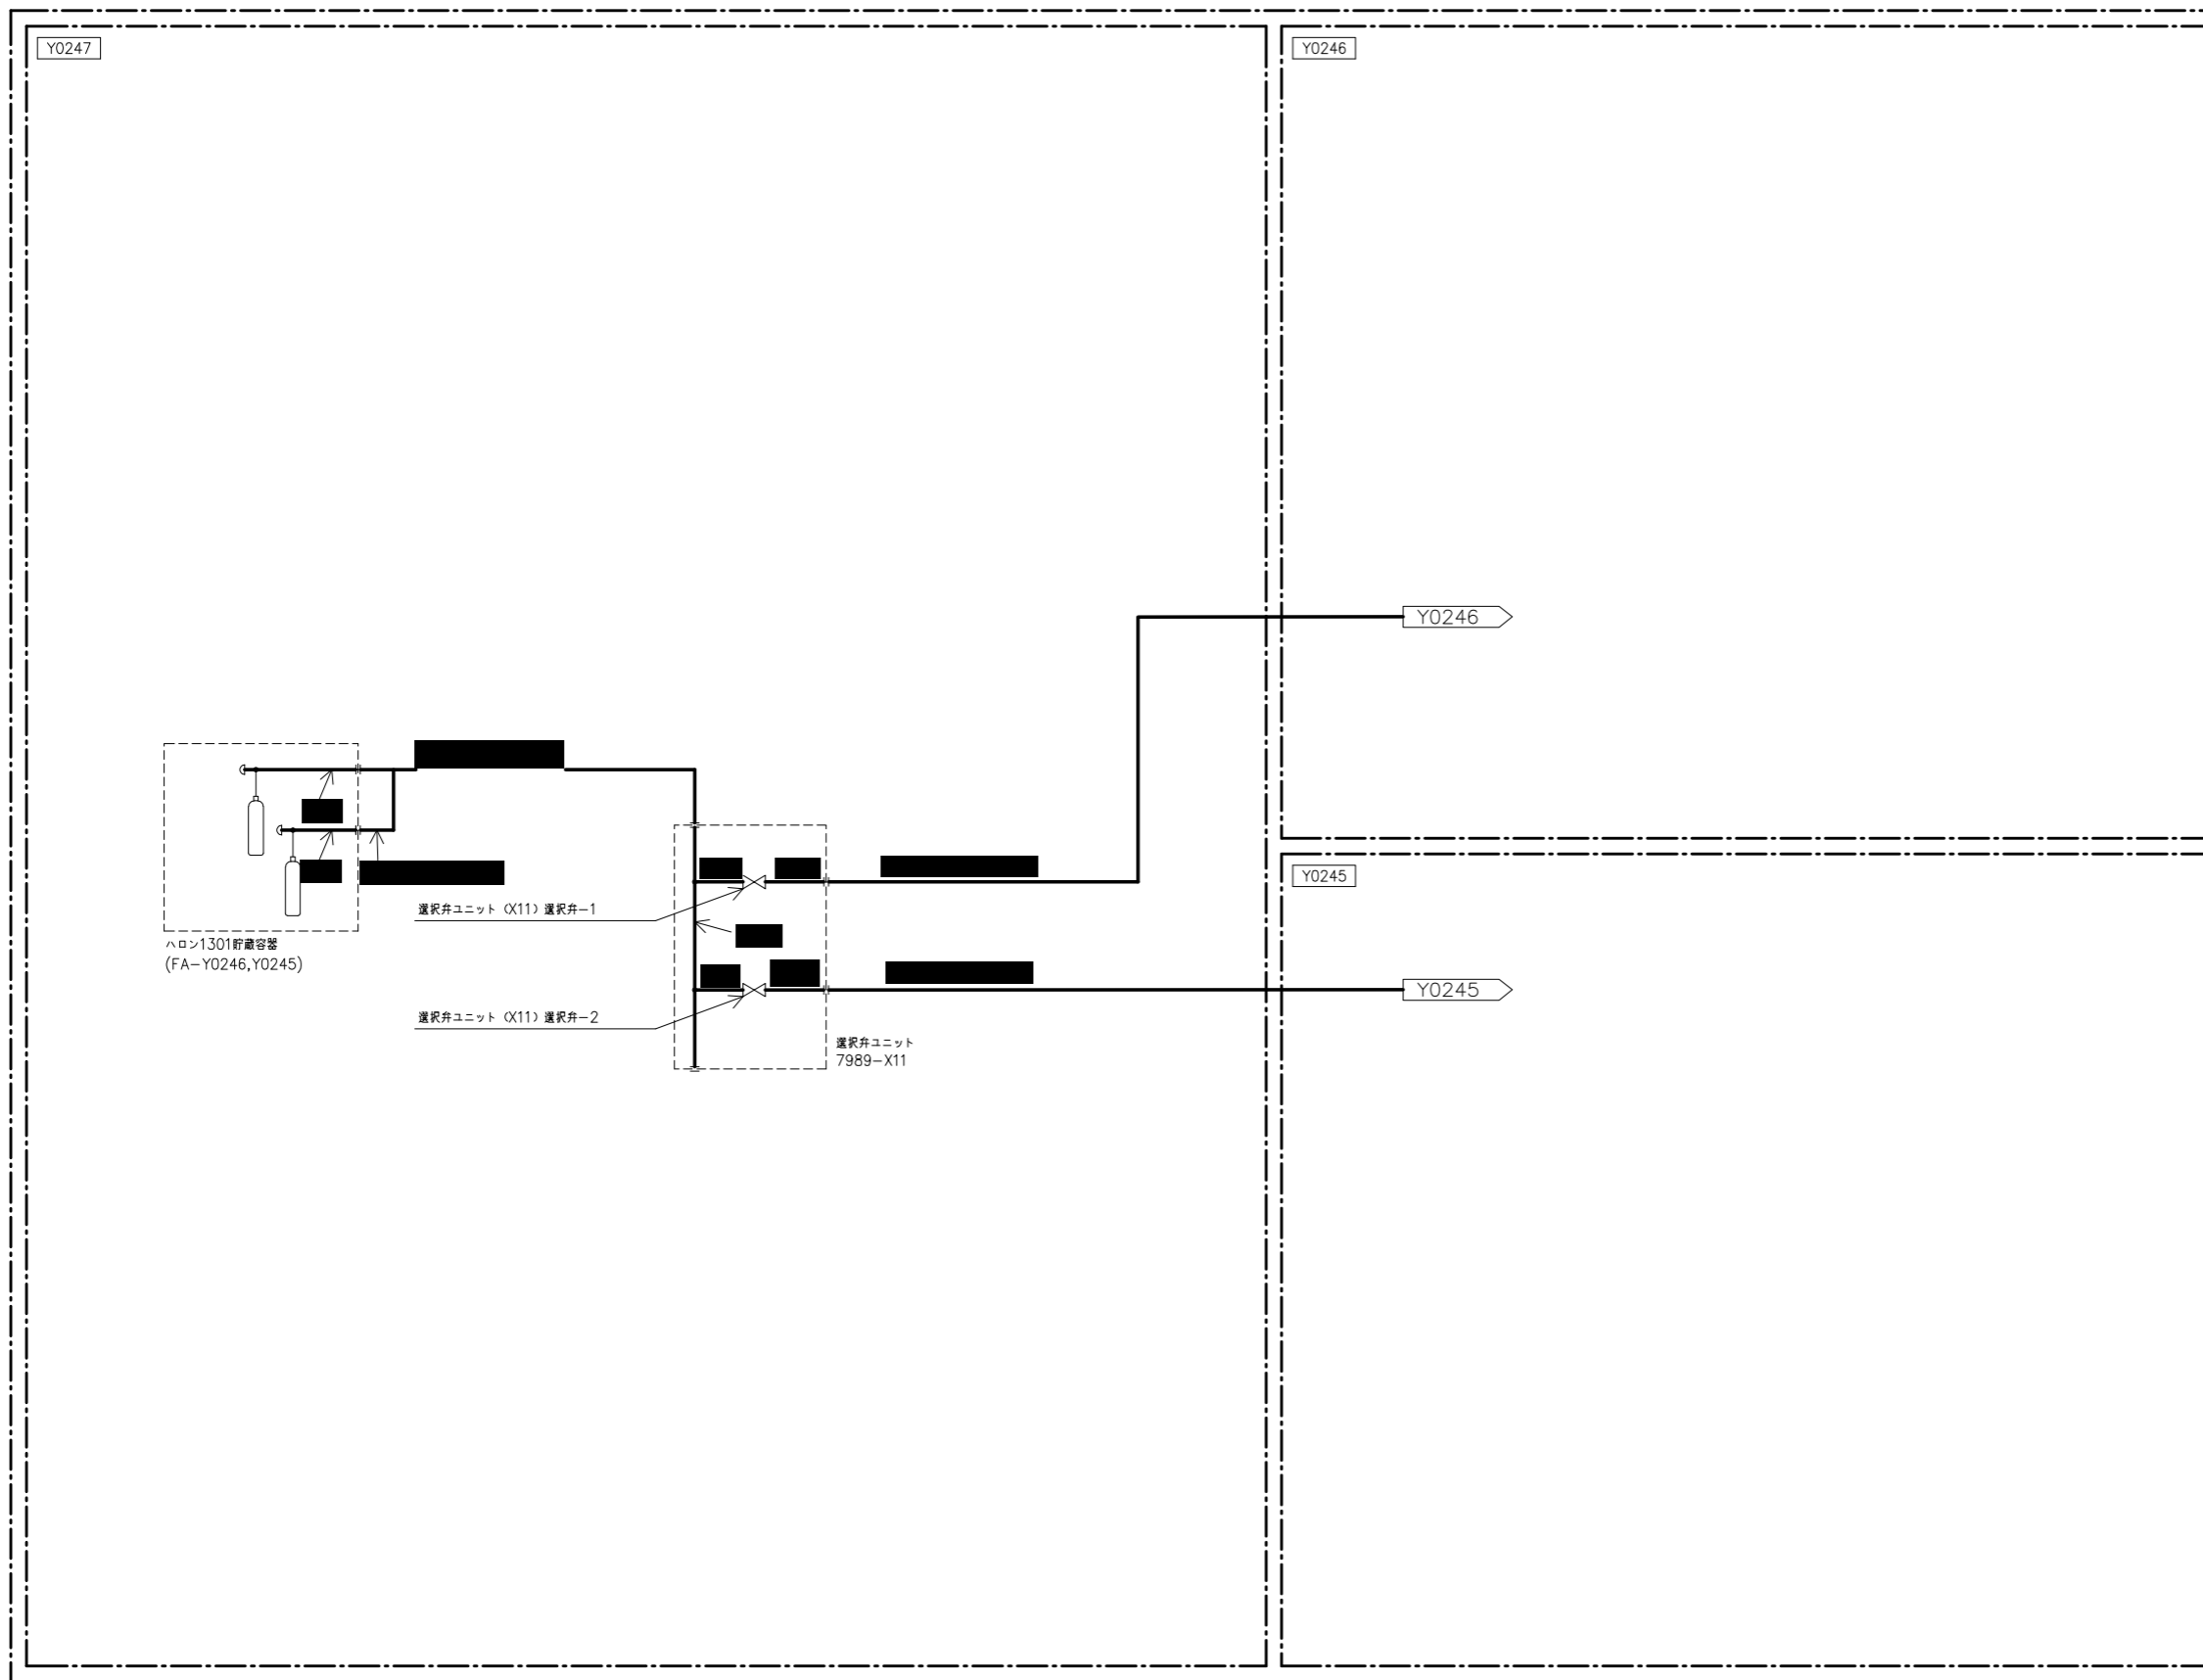 Y0247
Y0246
Y0246
ハロン1301貯蔵容器
(FA-Y0246,Y0245)
選択弁ユニット(X11)選択弁-1
選択弁ユニット(X11)選択弁-2
選択弁ユニット
7989-X11
Y0245
Y0245